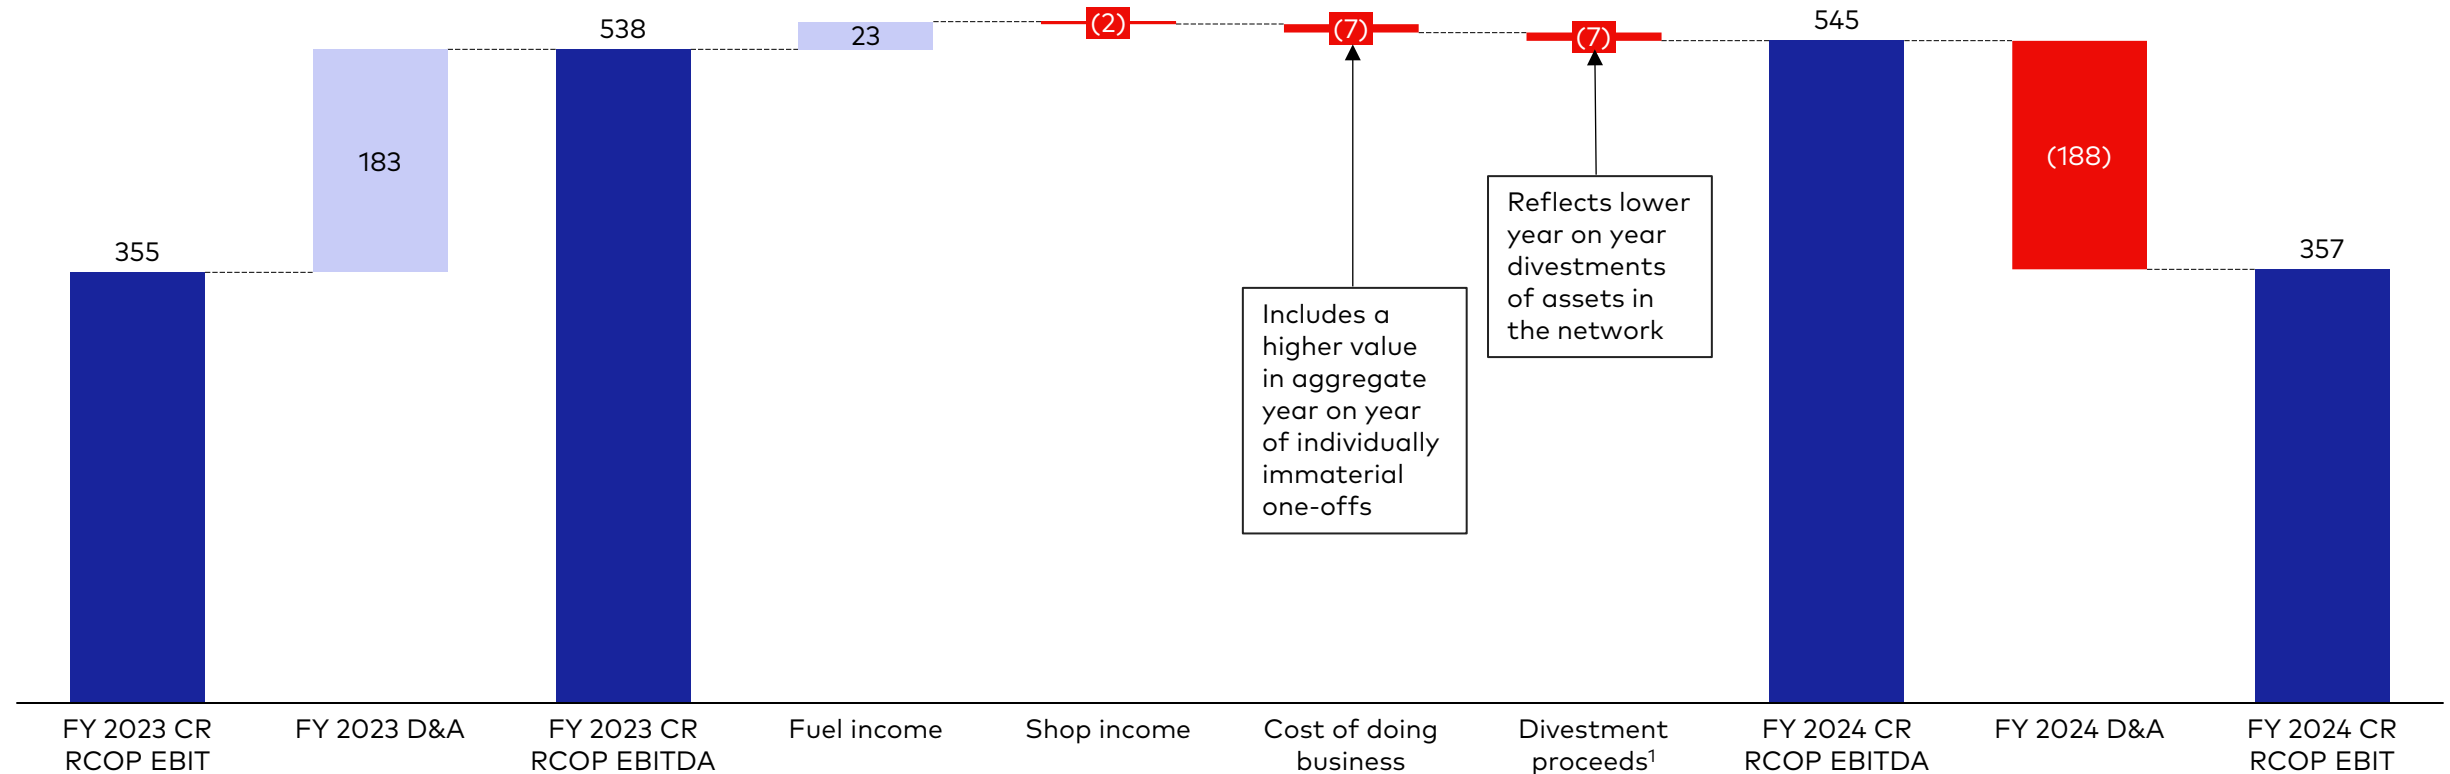 355
183
538
23
(2)
(7)
(7)
545
(188)
357
Includes a
higher value
in aggregate
year on year
of individually
immaterial
one-offs
Reflects lower
year on year
divestments
of assets in
the network
FY 2023 CR
RCOP EBIT
FY 2023 D&A
FY 2023 CR
RCOP EBITDA
Fuel income
Shop income
Cost of doing
business
Divestment
proceeds¹
FY 2024 CR
RCOP EBITDA
FY 2024 D&A
FY 2024 CR
RCOP EBIT